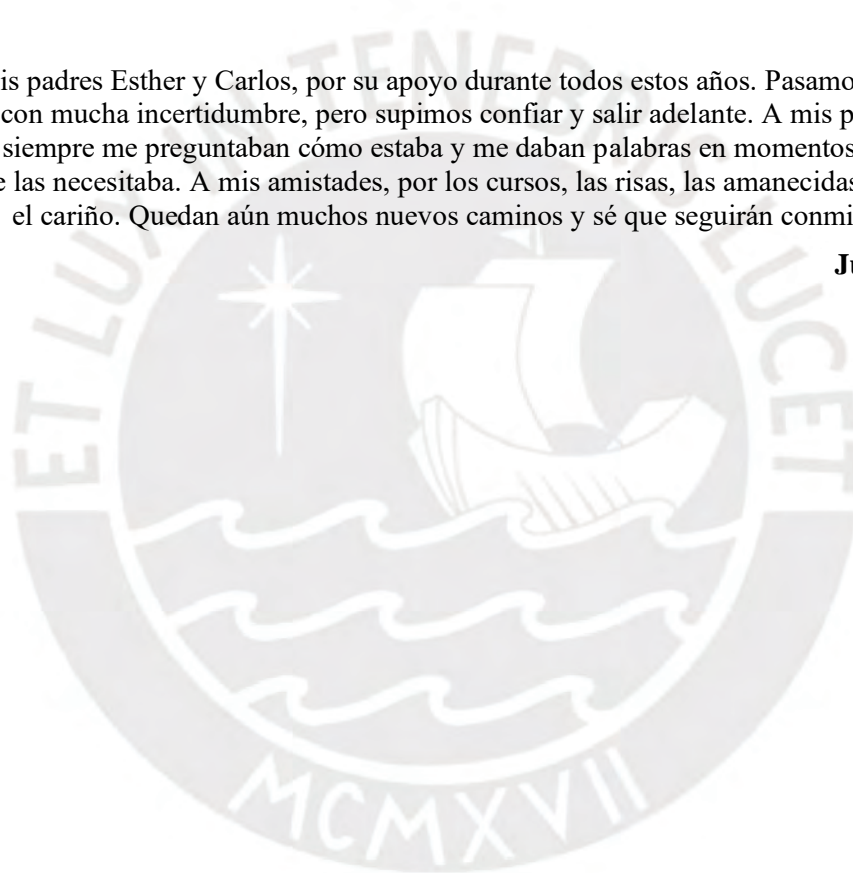 is padres Esther y Carlos, por su apoyo durante todos estos años. Pasamo
con mucha incertidumbre, pero supimos confiar y salir adelante. A mis p
siempre me preguntaban cómo estaba y me daban palabras en momentos
e las necesitaba. A mis amistades, por los cursos, las risas, las amanecidas
el cariño. Quedan aún muchos nuevos caminos y sé que seguirán conmi
Ju
ET LUX IN TENEBRIS LUCET
MCMXVII